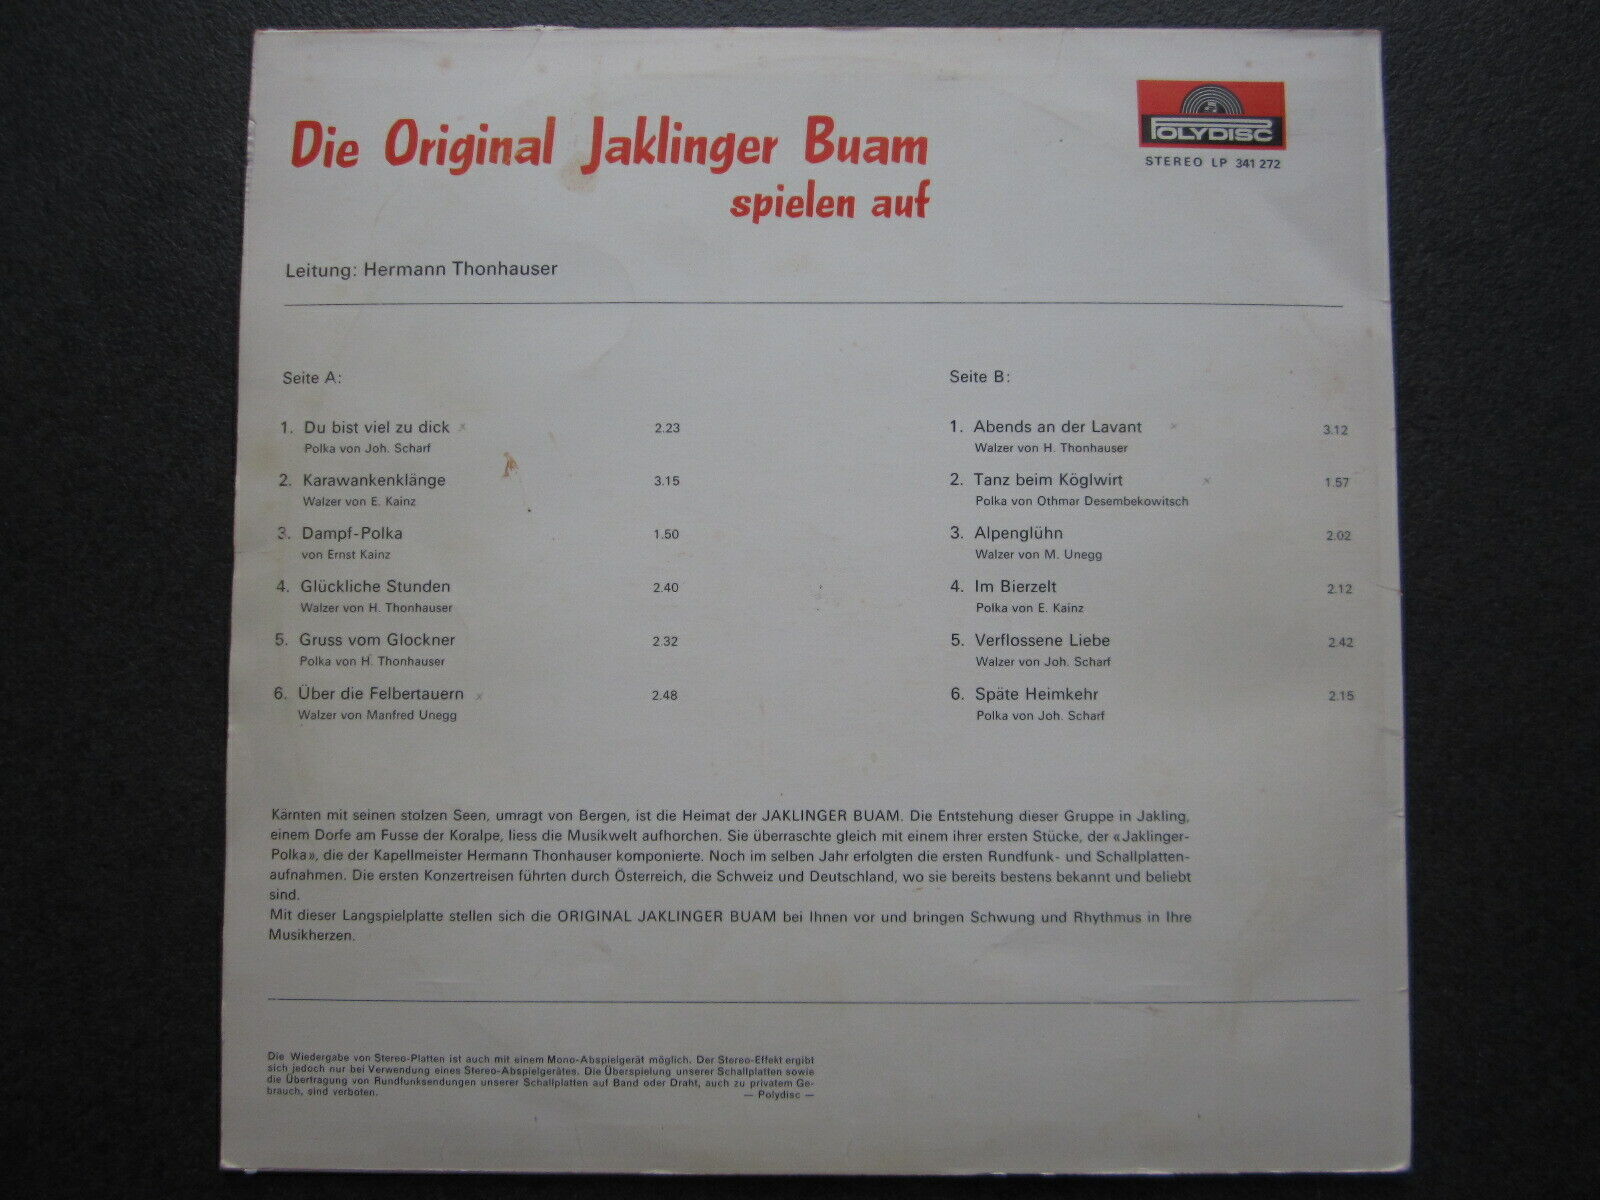 Die Original Jaklinger Buam
spielen auf
POLYDISC
STEREO LP 341 272
Leitung: Hermann Thonhauser
Seite A:
1. Du bist viel zu dick 2.23
Polka von Joh. Scharf
2. Karawankenklänge 3.15
Walzer von E. Kainz
3. Dampf-Polka 1.50
von Ernst Kainz
4. Glückliche Stunden 2.40
Walzer von H. Thonhauser
5. Gruss vom Glockner 2.32
Polka von H. Thonhauser
6. Über die Felbertauern 2.48
Walzer von Manfred Unegg
Seite B:
1. Abends an der Lavant 3.12
Walzer von H. Thonhauser
2. Tanz beim Köglwirt 1.57
Polka von Othmar Desembekowitsch
3. Alpenglühn 2.02
Walzer von M. Unegg
4. Im Bierzelt 2.12
Polka von E. Kainz
5. Verflossene Liebe 2.42
Walzer von Joh. Scharf
6. Späte Heimkehr 2.15
Polka von Joh. Scharf
Kärnten mit seinen stolzen Seen, umragt von Bergen, ist die Heimat der JAKLINGER BUAM. Die Entstehung dieser Gruppe in Jakling,
einem Dorfe am Fusse der Koralpe, liess die Musikwelt aufhorchen. Sie überraschte gleich mit einem ihrer ersten Stücke, der «Jaklinger-
Polka», die der Kapellmeister Hermann Thonhauser komponierte. Noch im selben Jahr erfolgten die ersten Rundfunk- und Schallplatten-
aufnahmen. Die ersten Konzertreisen führten durch Österreich, die Schweiz und Deutschland, wo sie bereits bestens bekannt und beliebt
sind.
Mit dieser Langspielplatte stellen sich die ORIGINAL JAKLINGER BUAM bei Ihnen vor und bringen Schwung und Rhythmus in Ihre
Musikherzen.
Die Wiedergabe von Stereo-Platten ist auch mit einem Mono-Abspielgerät möglich. Der Stereo-Effekt ergibt
sich jedoch nur bei Verwendung eines Stereo-Abspielgerätes. Die Überspielung unserer Schallplatten sowie
die Übertragung von Rundfunksendungen unserer Schallplatten auf Band oder Draht, auch zu privatem Ge-
brauch, sind verboten. — Polydisc —